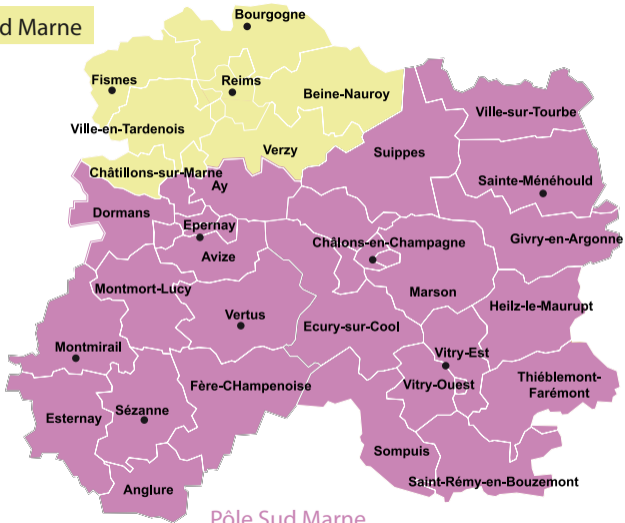 d Marne
Bourgogne
Fismes
Reims
Beine-Nauroy
Ville-sur-Tourbe
Ville-en-Tardenois
Verzy
Suippes
Châtillons-sur-Marne
Ay
Sainte-Ménéhould
Dormans
Epernay
Givry-en-Argonne
Châlons-en-Champagne
Avize
Montmort-Lucy
Marson
Heilz-le-Maurupt
Vertus
Ecury-sur-Cool
Montmirail
Vitry-Est
Thiéblemont-
Farémont
Fère-CHampenoise
Vitry-Ouest
Esternay
Sézanne
Sompuis
Saint-Rémy-en-Bouzemont
Anglure
Pôle Sud Marne